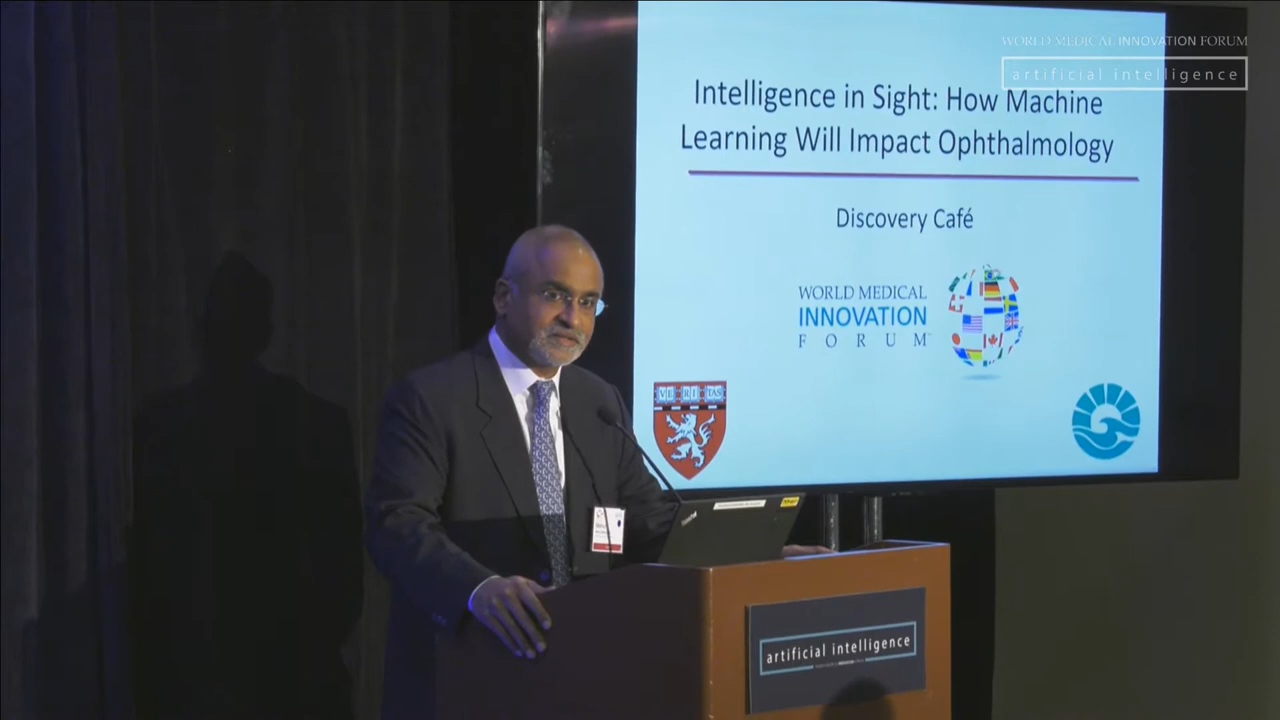 WORLD MEDICAL INNOVATION FORUM
artificial intelligence
Intelligence in Sight: How Machine
Learning Will Impact Ophthalmology
Discovery Café
WORLD MEDICAL
INNOVATION
FORUM
VE RI TAS
artificial intelligence